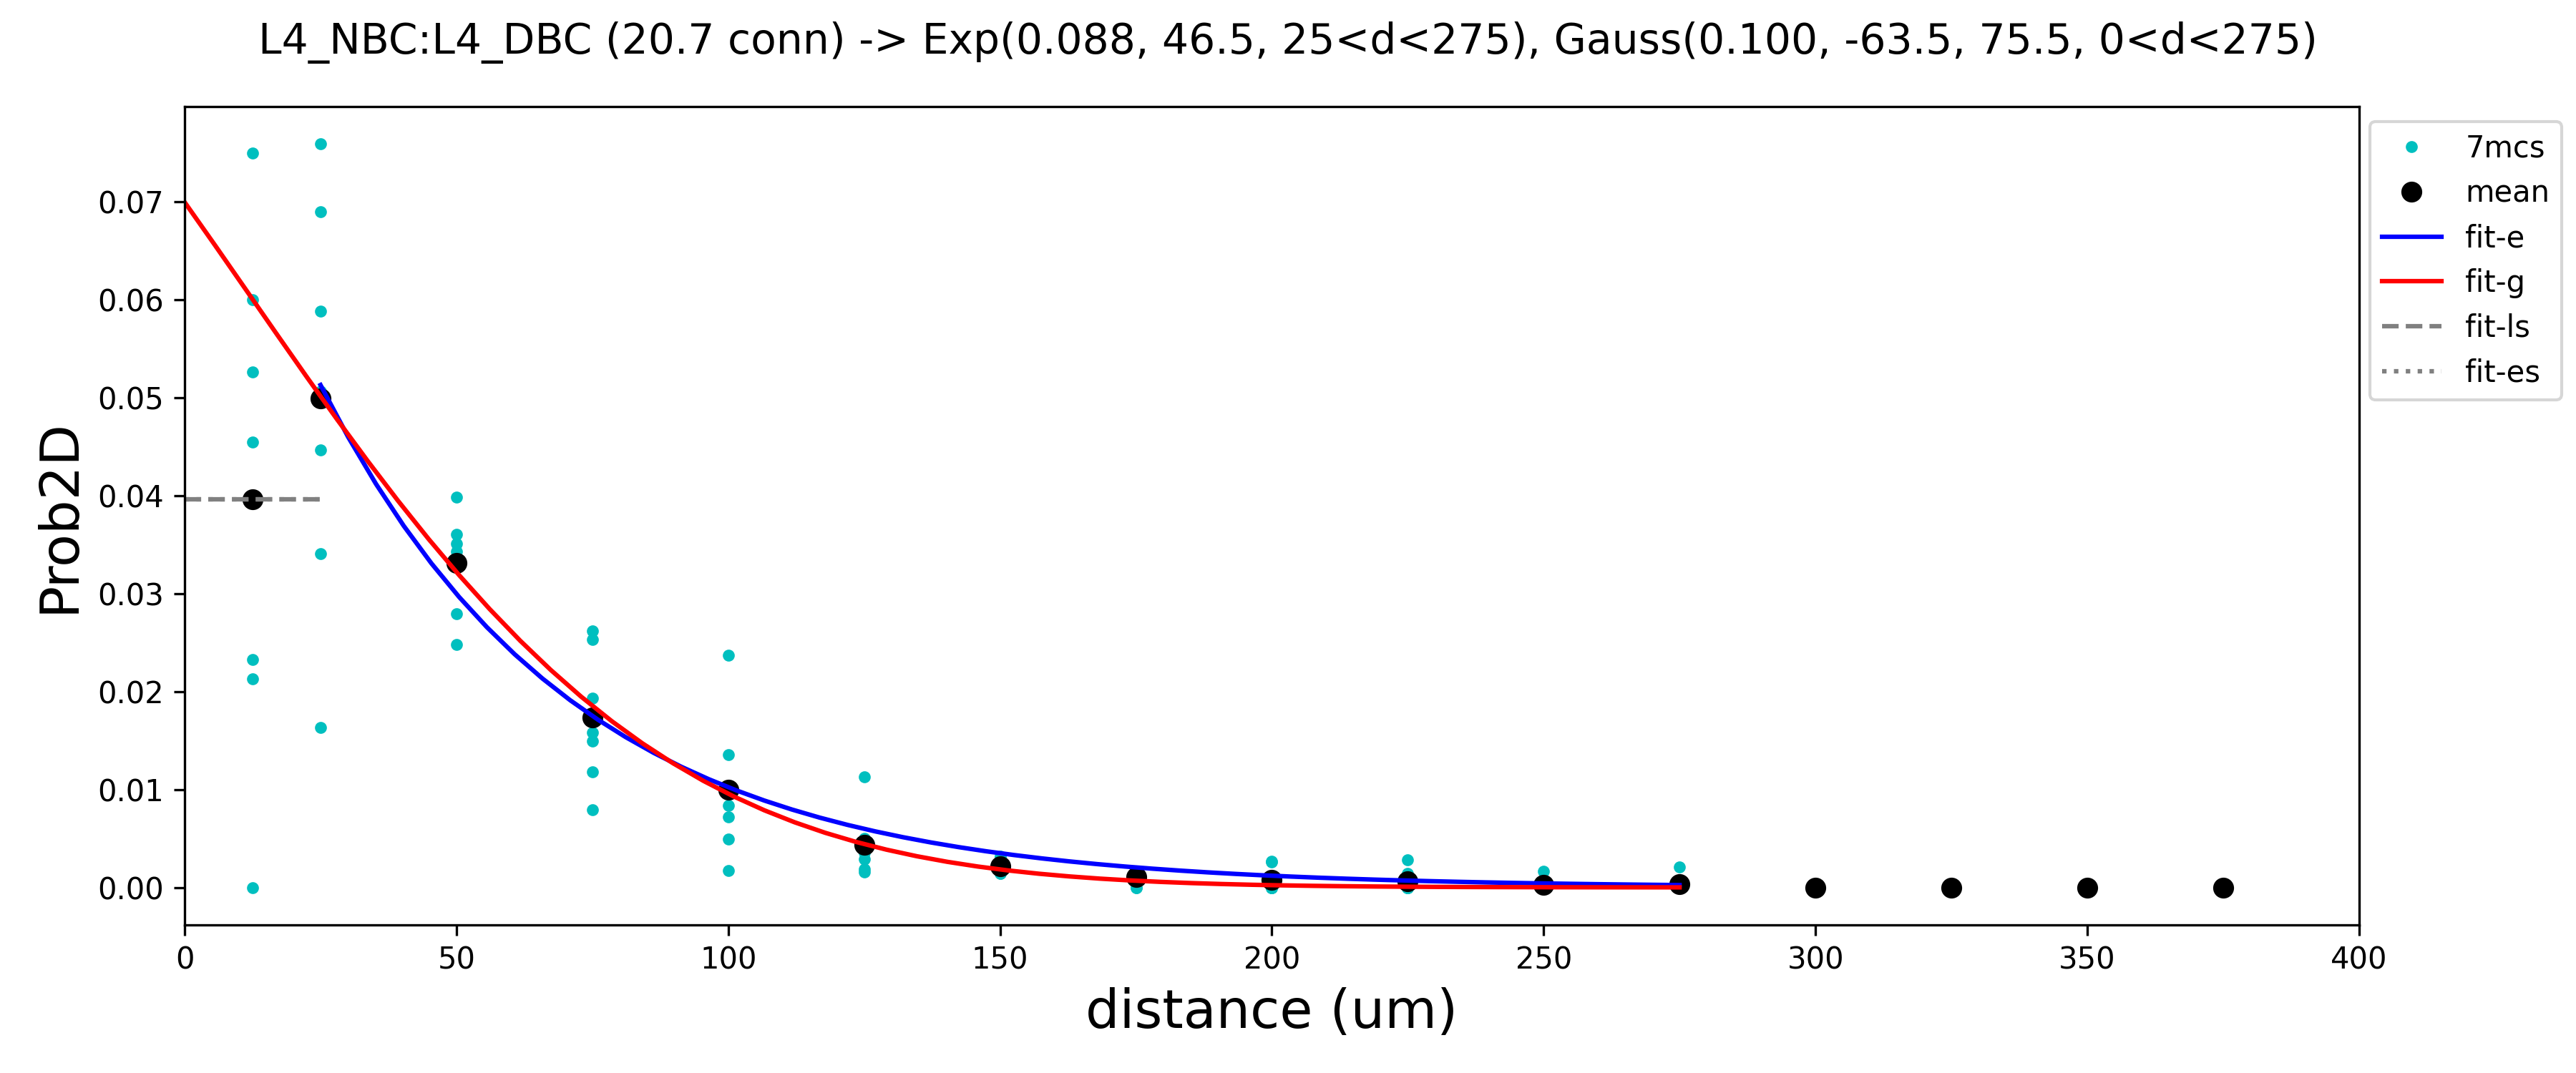 L4_NBC:L4_DBC (20.7 conn) -> Exp(0.088, 46.5, 25<d<275), Gauss(0.100, -63.5, 75.5, 0<d<275)
7mcs
mean
fit-e
fit-g
fit-ls
fit-es
Prob2D
0.07
0.06
0.05
0.04
0.03
0.02
0.01
0.00
0 50 100 150 200 250 300 350 400
distance (um)